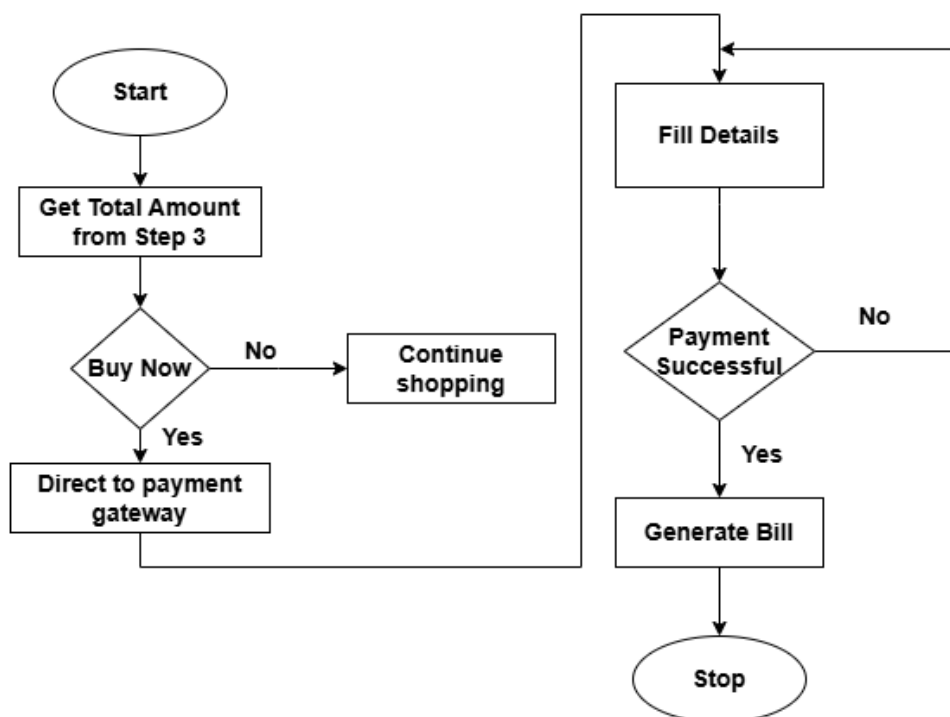 Start
Get Total Amount
from Step 3
Buy Now
No
Continue
shopping
Yes
Direct to payment
gateway
Fill Details
Payment
Successful
No
Yes
Generate Bill
Stop